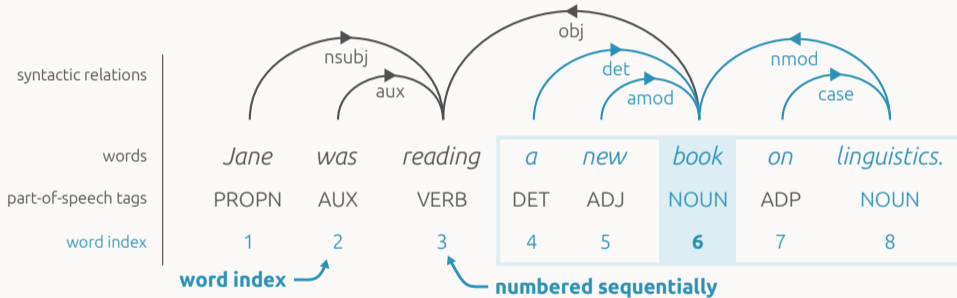 obj
nsubj det nmod
syntactic relations aux amod case
words Jane was reading a new book on linguistics.
part-of-speech tags PROPN AUX VERB DET ADJ NOUN ADP NOUN
word index 1 2 3 4 5 6 7 8
word index numbered sequentially